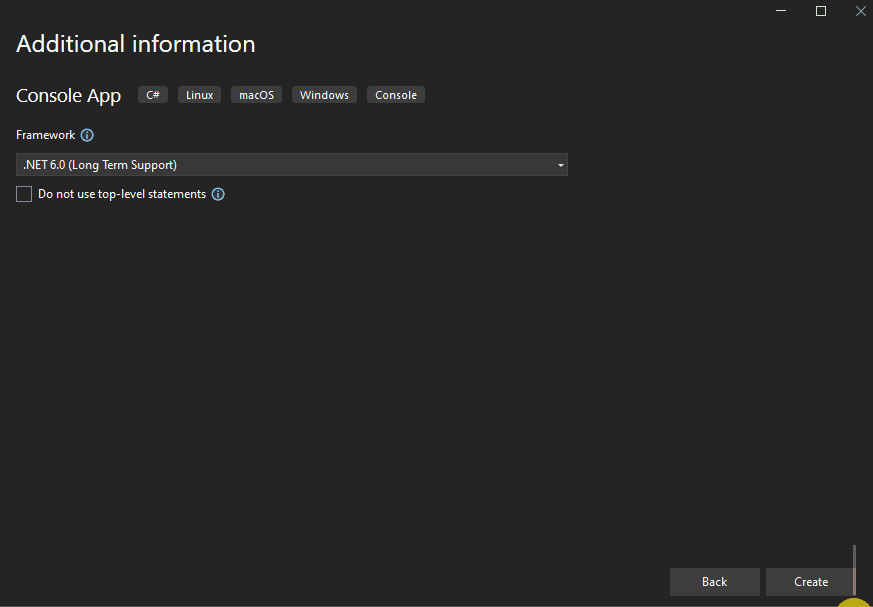 Additional information
Console App C# Linux macOS Windows Console
Framework
.NET 6.0 (Long Term Support)
Do not use top-level statements
Back Create